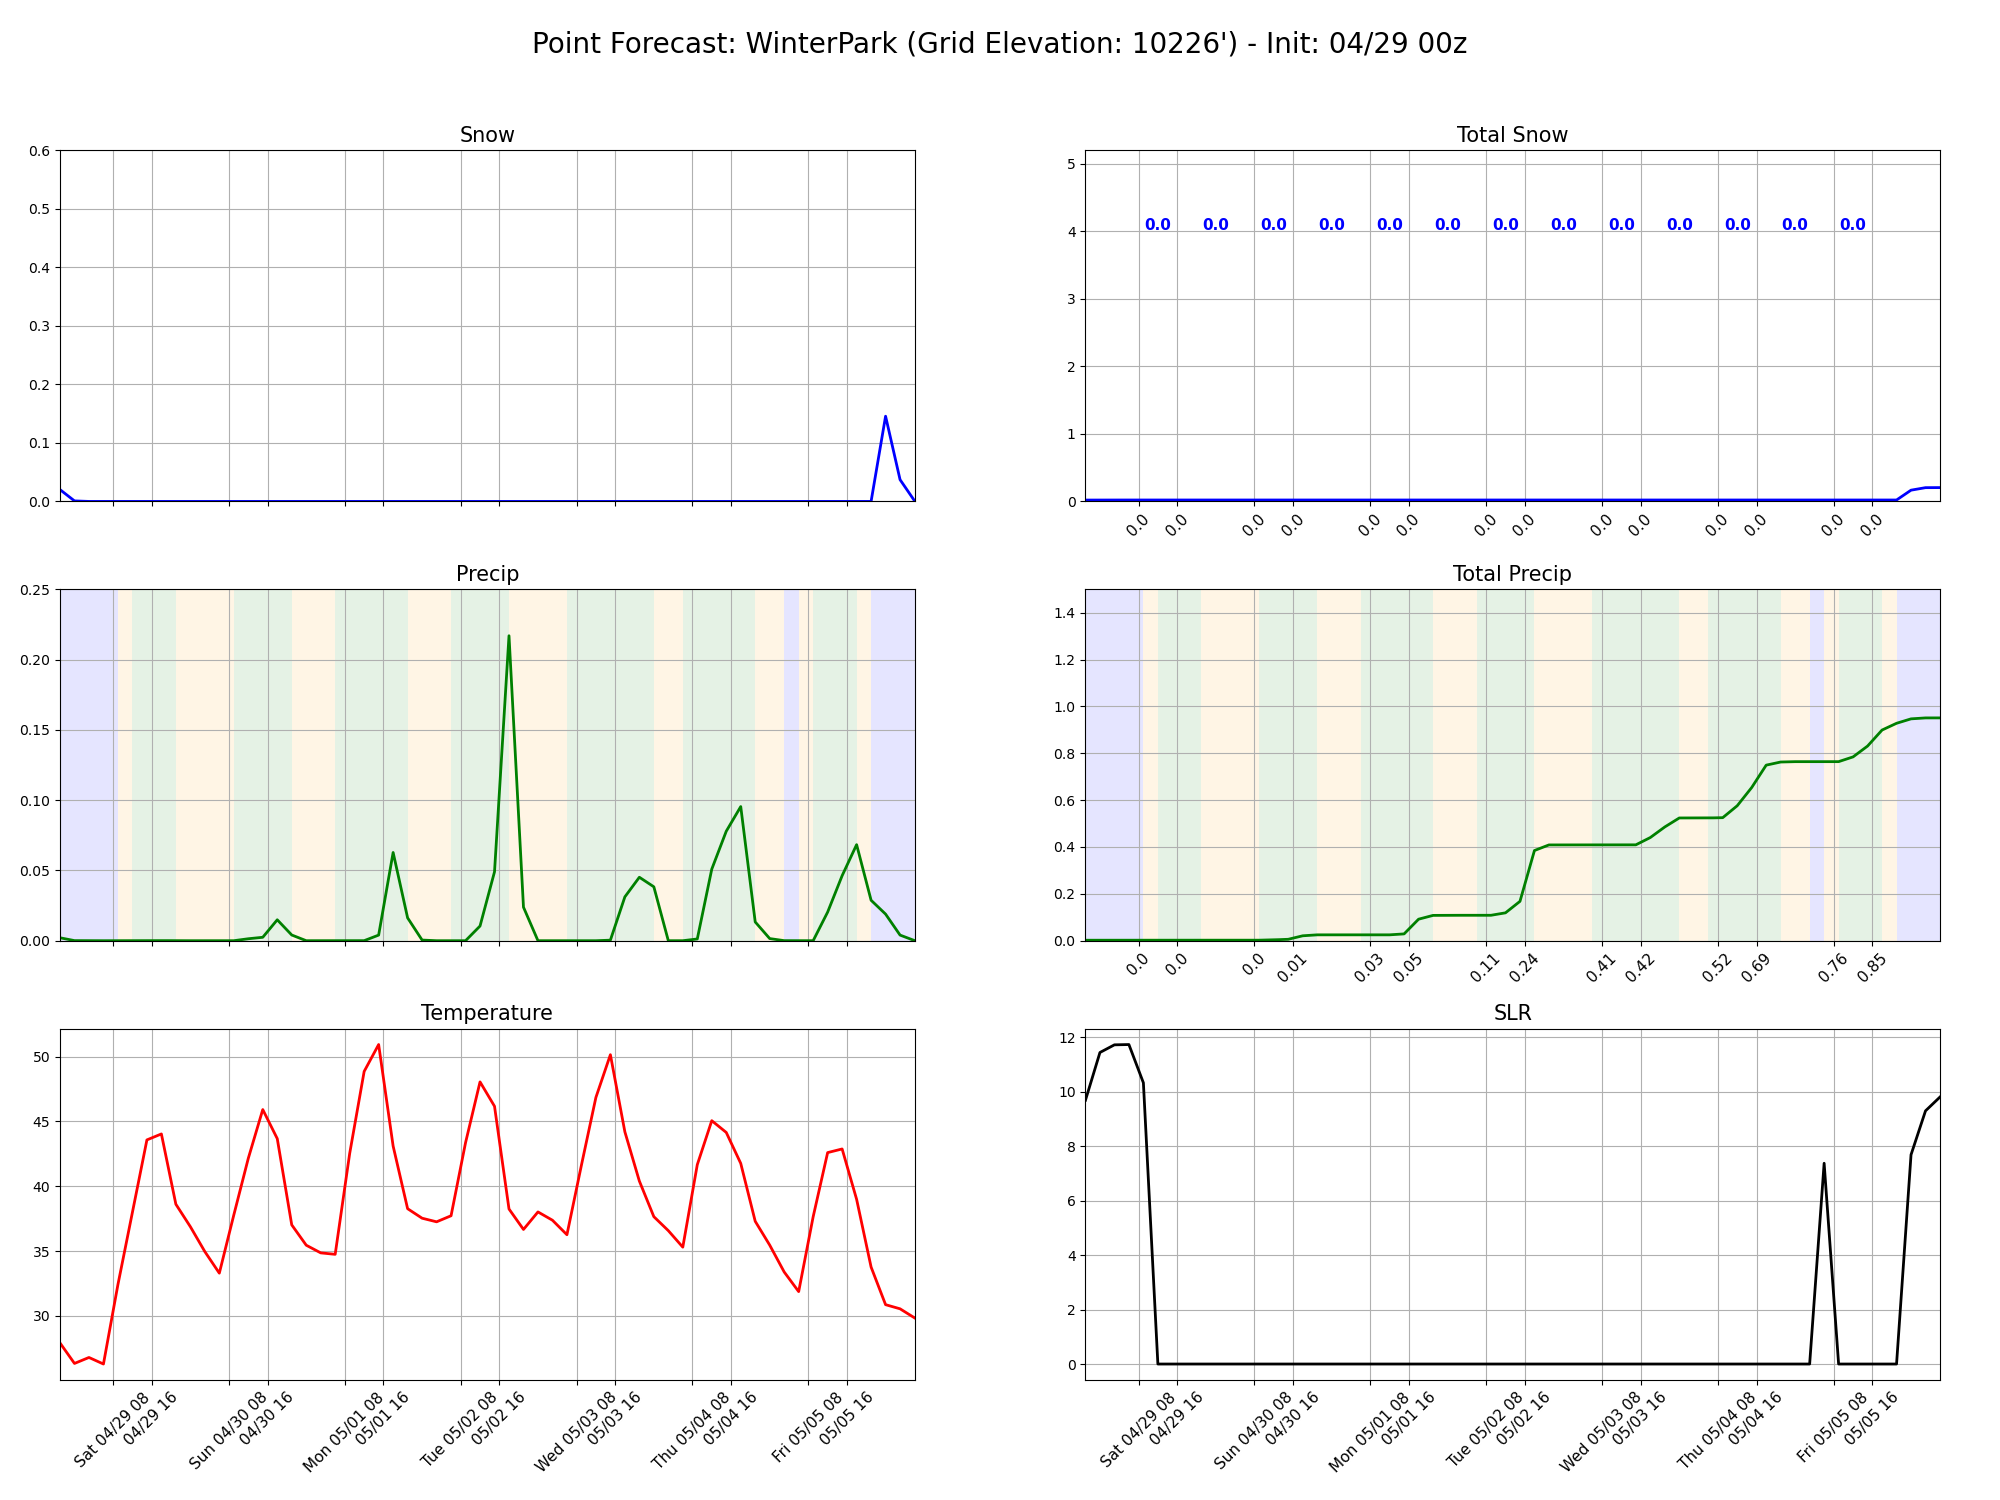 Point Forecast: WinterPark (Grid Elevation: 10226') - Init: 04/29 00z
Snow
0.6
0.5
0.4
0.3
0.2
0.1
0.0
Total Snow
5
4
3
2
1
0
0.0 0.0 0.0 0.0 0.0 0.0 0.0 0.0 0.0 0.0 0.0 0.0 0.0
0.0 0.0 0.0 0.0 0.0 0.0 0.0 0.0 0.0 0.0 0.0 0.0 0.0 0.0
Precip
0.25
0.20
0.15
0.10
0.05
0.00
Total Precip
1.4
1.2
1.0
0.8
0.6
0.4
0.2
0.0
0.0 0.0 0.0 0.01 0.03 0.05 0.11 0.24 0.41 0.42 0.52 0.69 0.76 0.85
Temperature
50
45
40
35
30
Sat 04/29 08
04/29 16
Sun 04/30 08
04/30 16
Mon 05/01 08
05/01 16
Tue 05/02 08
05/02 16
Wed 05/03 08
05/03 16
Thu 05/04 08
05/04 16
Fri 05/05 08
05/05 16
SLR
12
10
8
6
4
2
0
Sat 04/29 08
04/29 16
Sun 04/30 08
04/30 16
Mon 05/01 08
05/01 16
Tue 05/02 08
05/02 16
Wed 05/03 08
05/03 16
Thu 05/04 08
05/04 16
Fri 05/05 08
05/05 16